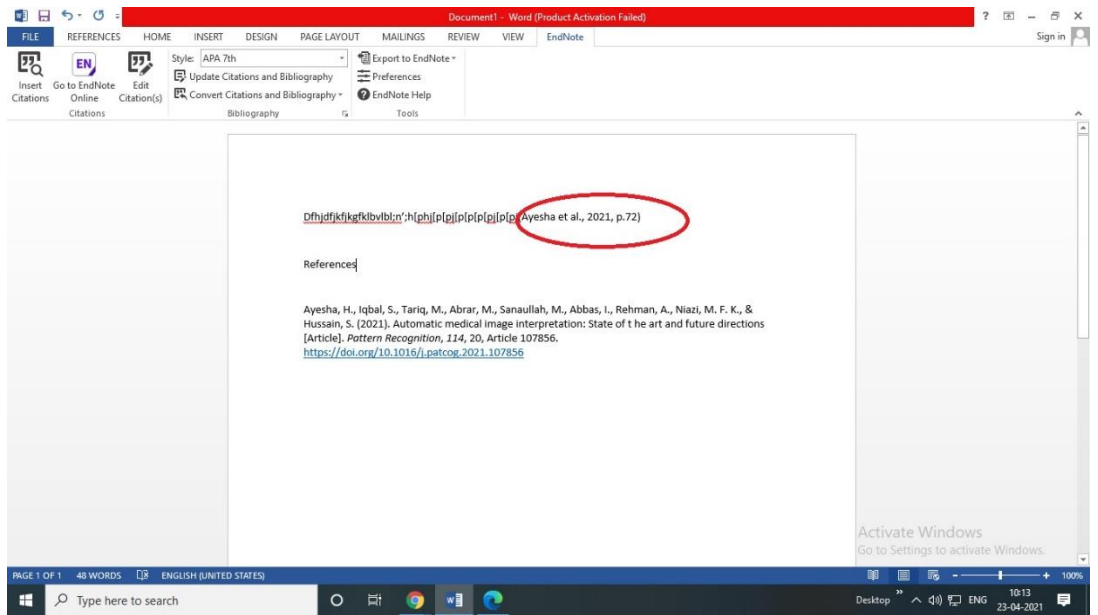 Document1 - Word (Product Activation Failed)
FILE REFERENCES HOME INSERT DESIGN PAGE LAYOUT MAILINGS REVIEW VIEW EndNote Sign in
Insert Citations
Go to EndNote Online
Edit Citation(s)
Citations
Style: APA 7th
Update Citations and Bibliography
Convert Citations and Bibliography
Bibliography
Export to EndNote
Preferences
EndNote Help
Tools
Ayesha et al., 2021, p.72)
References
Ayesha, H., Iqbal, S., Tariq, M., Abrar, M., Sanaullah, M., Abbas, I., Rehman, A., Niazi, M. F. K., &
Hussain, S. (2021). Automatic medical image interpretation: State of t he art and future directions
[Article]. Pattern Recognition, 114, 20, Article 107856.
https://doi.org/10.1016/j.patcog.2021.107856
Activate Windows
Go to Settings to activate Windows.
PAGE 1 OF 1 48 WORDS ENGLISH (UNITED STATES) 100%
Type here to search
Desktop ENG 10:13
23-04-2021